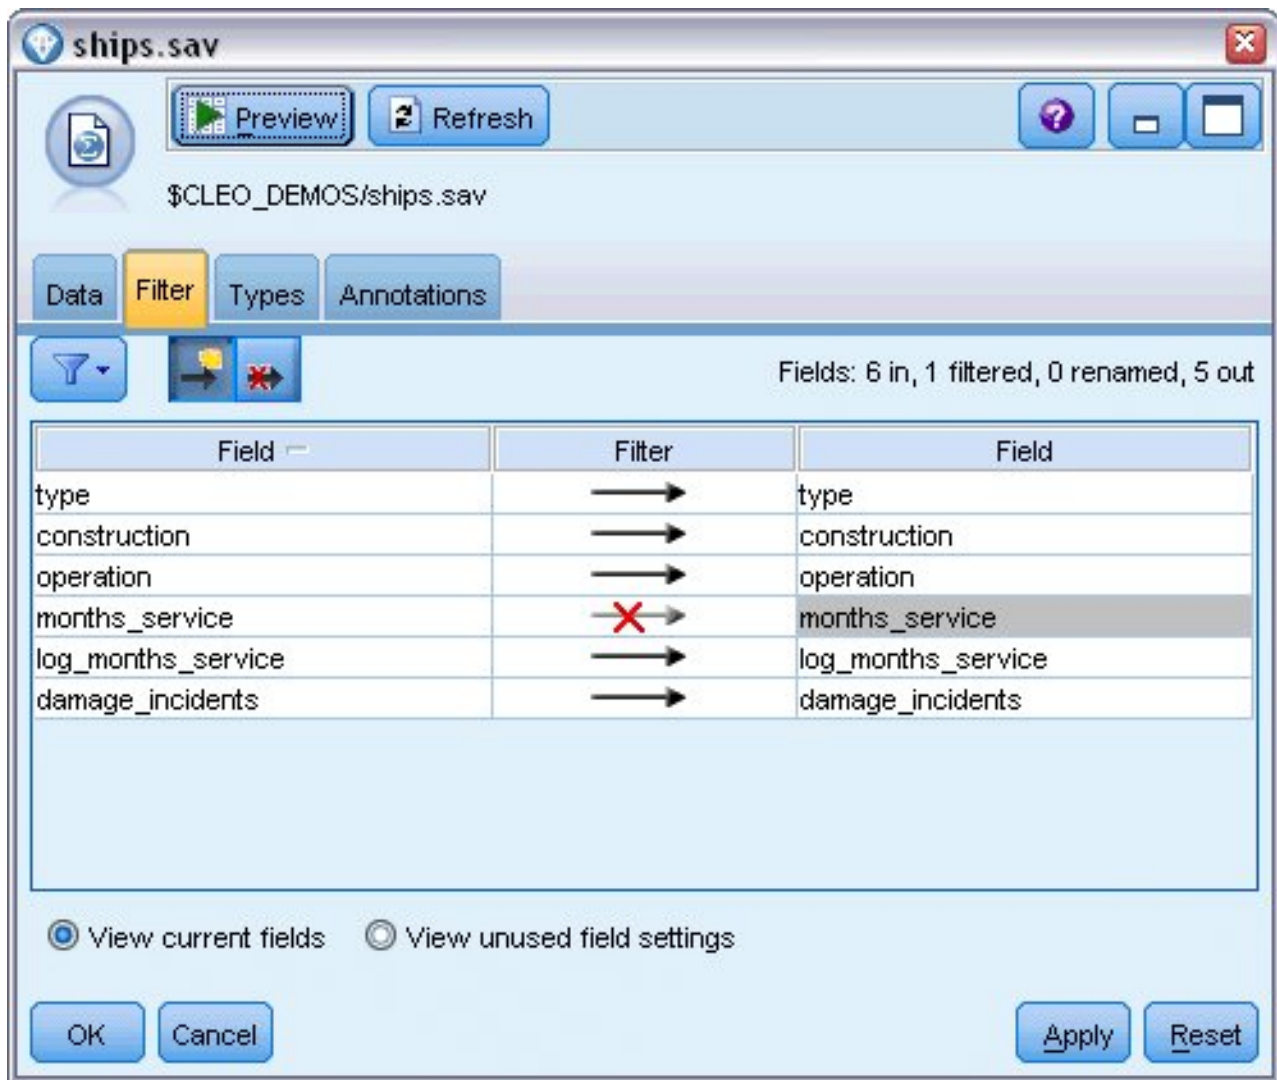 ships.sav
Preview Refresh
$CLEO_DEMOS/ships.sav
Data Filter Types Annotations
Fields: 6 in, 1 filtered, 0 renamed, 5 out
Field Filter Field
type type
construction construction
operation operation
months_service months_service
log_months_service log_months_service
damage_incidents damage_incidents
View current fields View unused field settings
OK Cancel Apply Reset